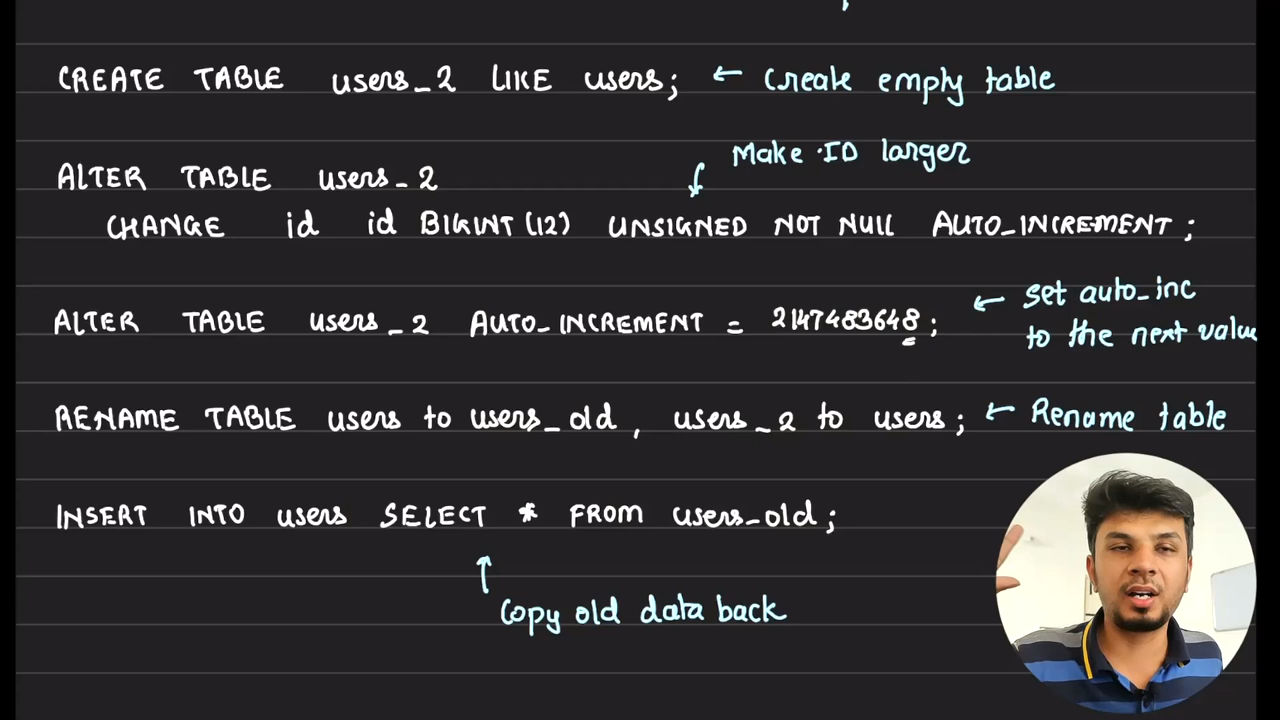 CREATE TABLE users_2 LIKE users; ← Create empty table
Make ID larger
ALTER TABLE users_2
CHANGE id id BIGINT (12) UNSIGNED NOT NULL AUTO_INCREMENT ;
ALTER TABLE users_2 AUTO_INCREMENT = 2147483648 ; ← set auto_inc
to the next value
RENAME TABLE users to users_old , users_2 to users ; ← Rename table
INSERT INTO users SELECT * FROM users_old ;
Copy old data back